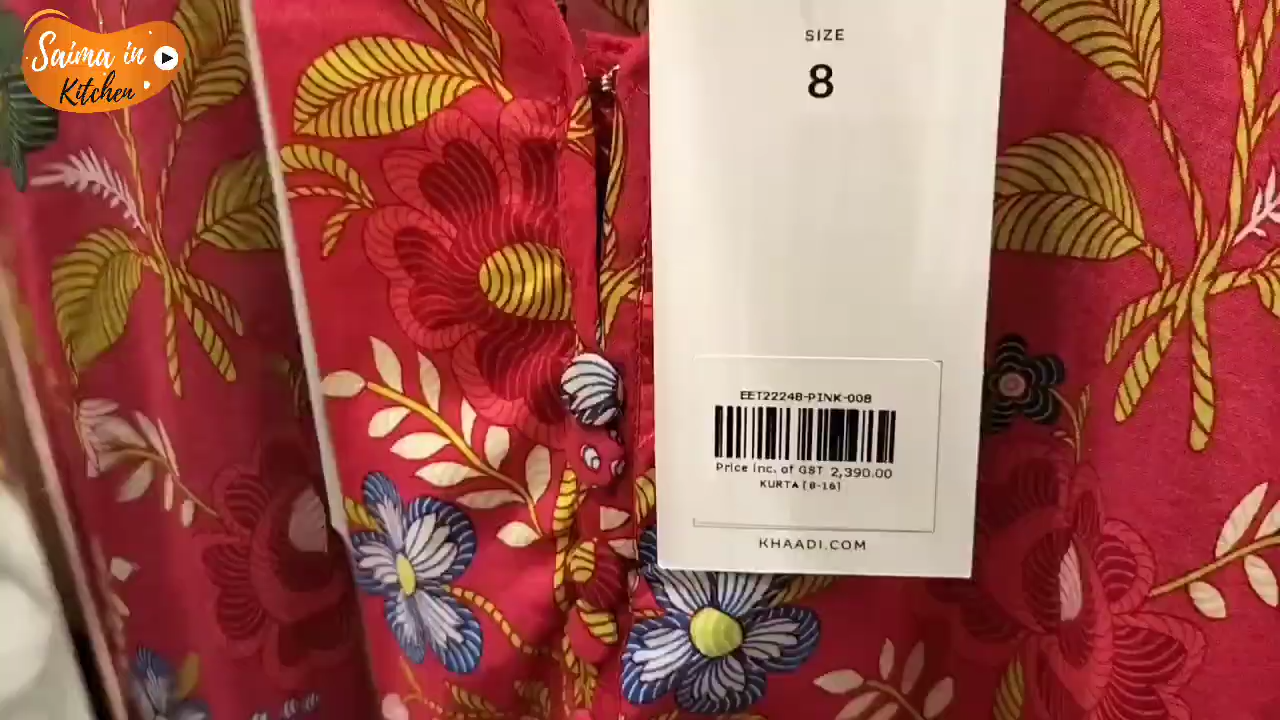 Saima in
Kitchen
SIZE
8
EET22248-PINK-008
Price inc. of GST 2,390.00
KURTA [8-16]
KHAADI.COM